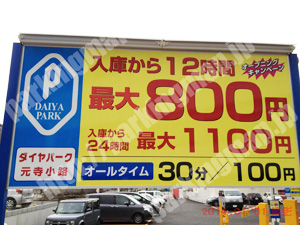 入庫から12時間
オープニング
キャンペーン
最大800円
入庫から
24時間 最大1100円
P
DAIYA PARK
ダイヤパーク
元寺小路
オールタイム 30分/100円